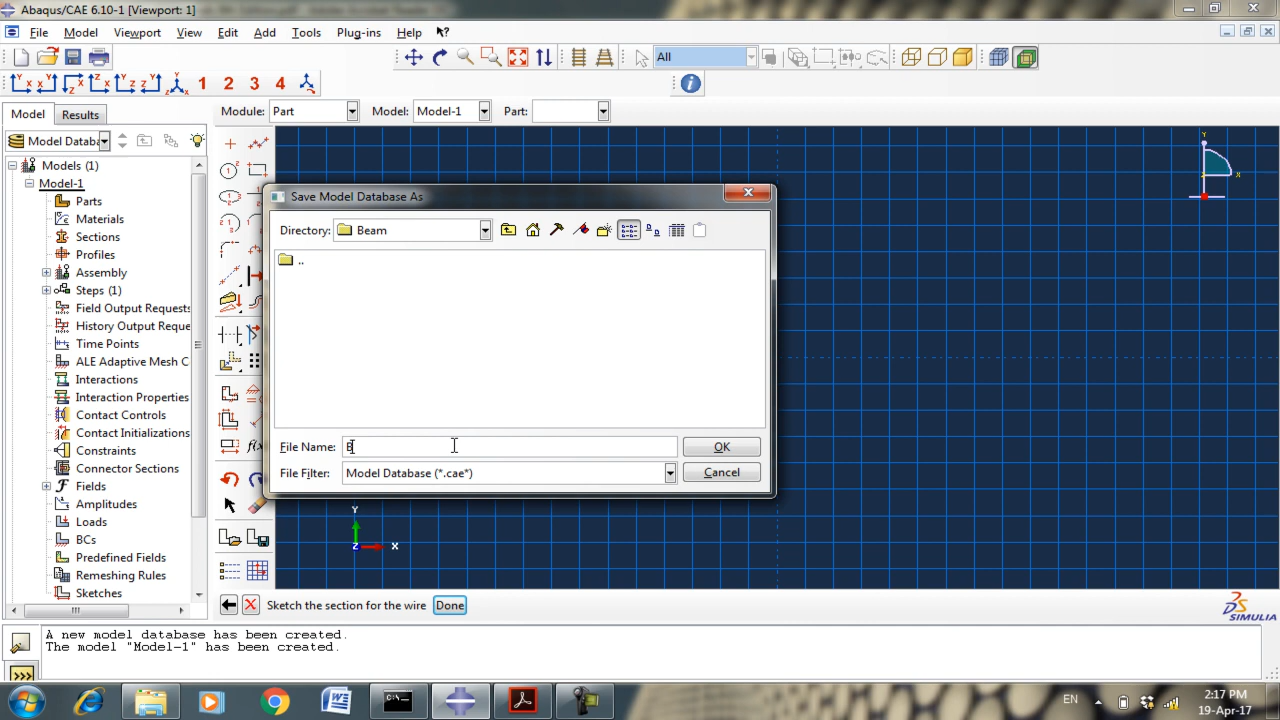 Abaqus/CAE 6.10-1 [Viewport: 1]
File Model Viewport View Edit Add Tools Plug-ins Help
All
1 2 3 4
Model Results
Module: Part Model: Model-1 Part:
Model Databa
Models (1)
Model-1
Parts
Materials
Sections
Profiles
Assembly
Steps (1)
Field Output Requests
History Output Reque
Time Points
ALE Adaptive Mesh C
Interactions
Interaction Properties
Contact Controls
Contact Initializations
Constraints
Connector Sections
Fields
Amplitudes
Loads
BCs
Predefined Fields
Remeshing Rules
Sketches
Save Model Database As
Directory: Beam
..
File Name:
OK
File Filter: Model Database (*.cae*)
Cancel
Y
X
Y
Z
X
Sketch the section for the wire Done
SIMULIA
A new model database has been created.
The model "Model-1" has been created.
>>>
EN
2:17 PM
19-Apr-17